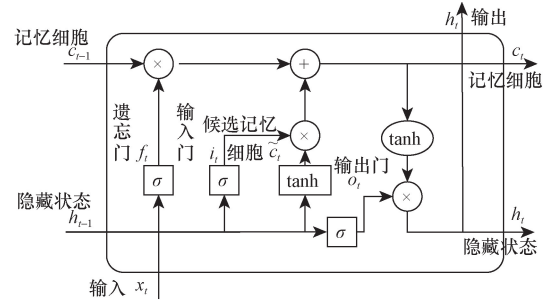 h_t 输出
记忆细胞
c_{t-1}
c_t
记忆细胞
× + 
遗忘门 f_t
输入门 i_t
候选记忆
细胞 \tilde{c}_t
×
tanh
输出门
o_t
×
σ
σ
tanh
σ
隐藏状态
h_{t-1}
h_t
隐藏状态
输入 x_t